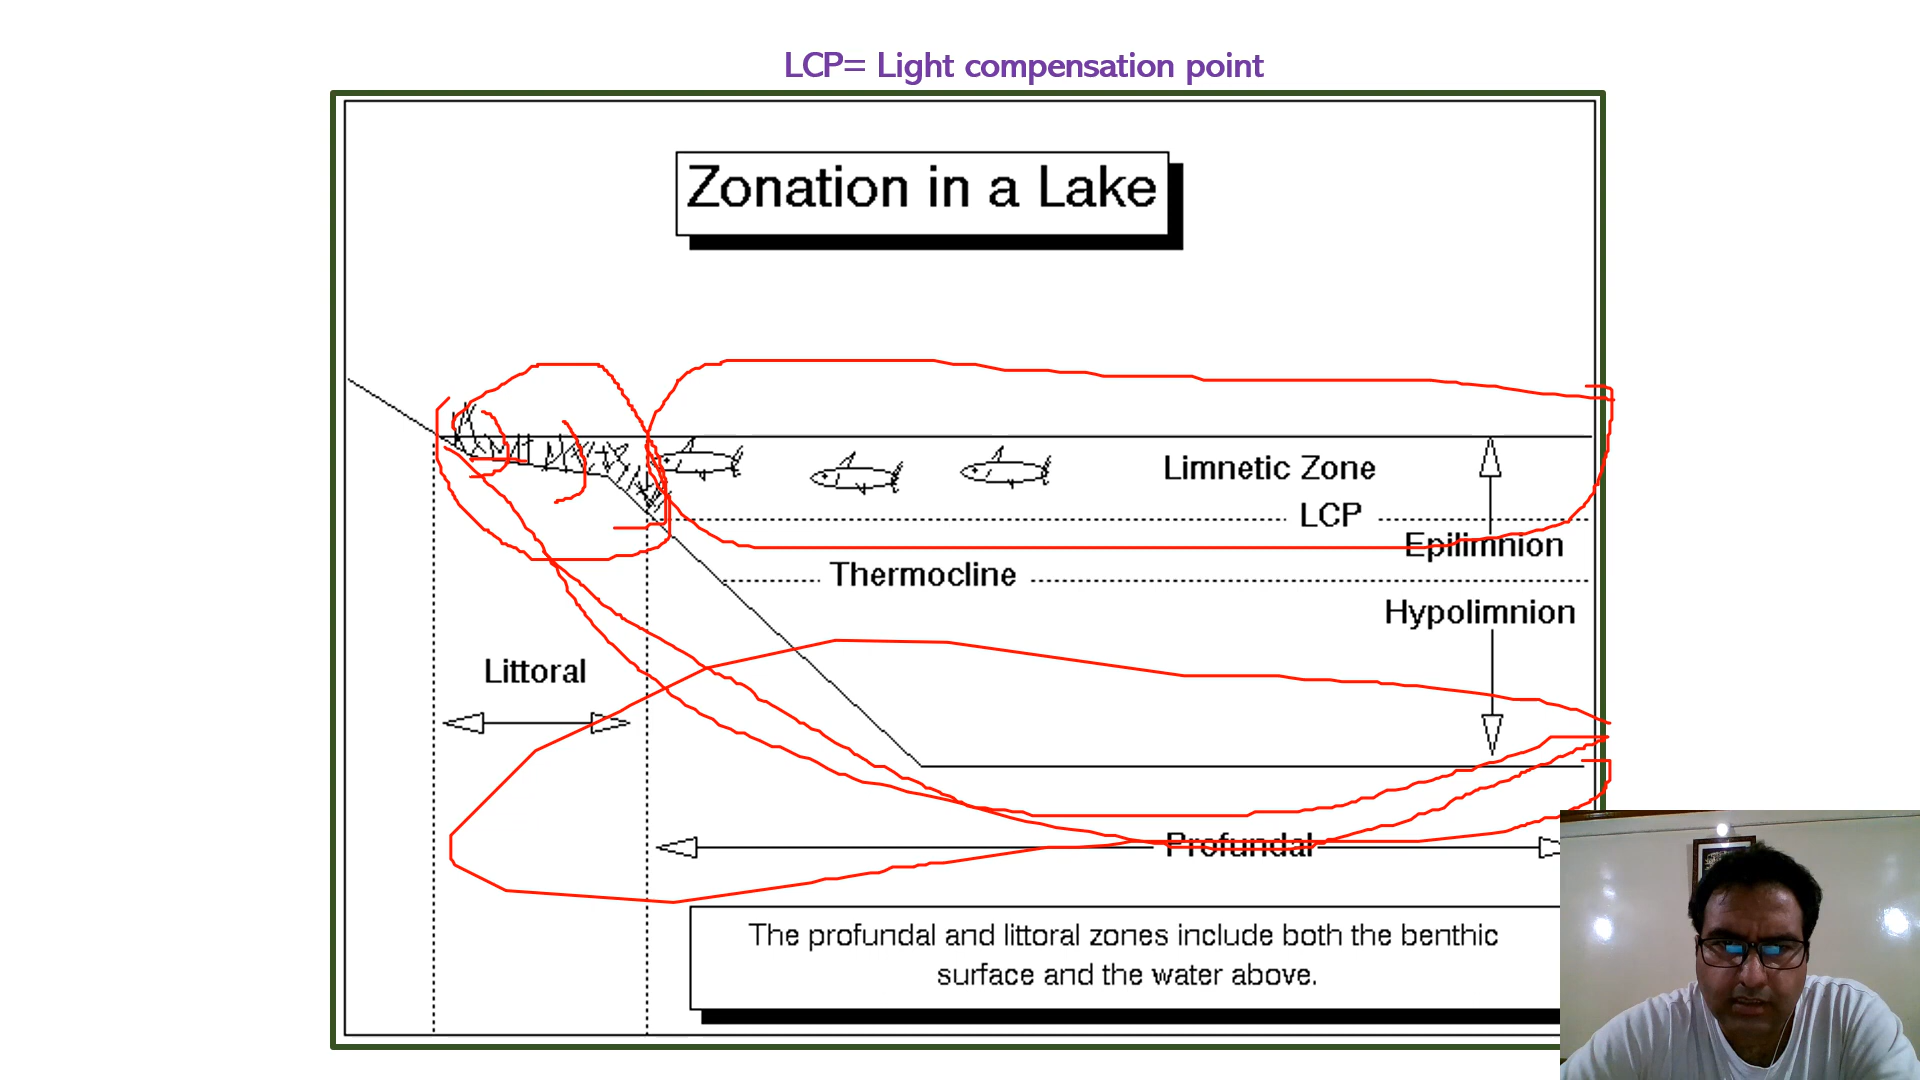 LCP= Light compensation point
Zonation in a Lake
Limnetic Zone
LCP
Epilimnion
Thermocline
Hypolimnion
Littoral
Profundal
The profundal and littoral zones include both the benthic
surface and the water above.